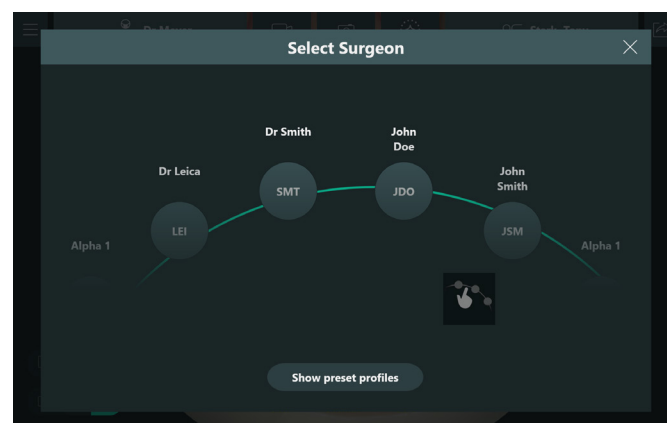 Select Surgeon
Dr Smith
John
Doe
Dr Leica
John
Smith
SMT
JDO
LEI
JSM
Alpha 1
Alpha 1
Show preset profiles